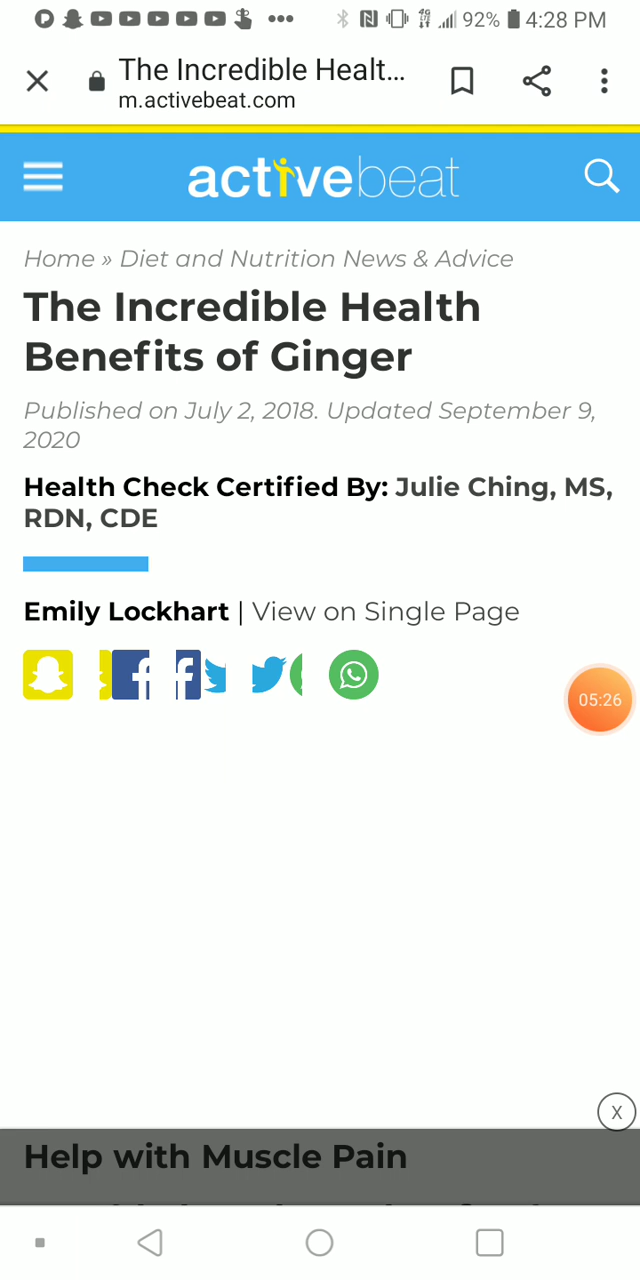 92% 4:28 PM
The Incredible Healt...
m.activebeat.com
activebeat
Home » Diet and Nutrition News & Advice
The Incredible Health
Benefits of Ginger
Published on July 2, 2018. Updated September 9,
2020
Health Check Certified By: Julie Ching, MS,
RDN, CDE
Emily Lockhart | View on Single Page
05:26
X
Help with Muscle Pain